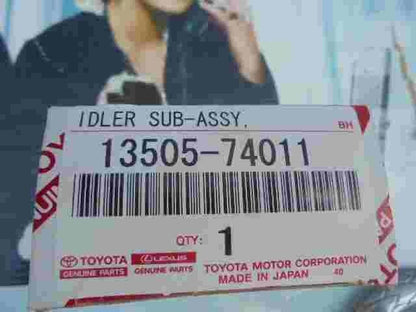 IDLER SUB-ASSY,
BH
13505-74011
QTY: 1
TOYOTA LEXUS
GENUINE PARTS GENUINE PARTS
TOYOTA MOTOR CORPORATION
MADE IN JAPAN 40